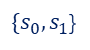 {s₀, s₁}